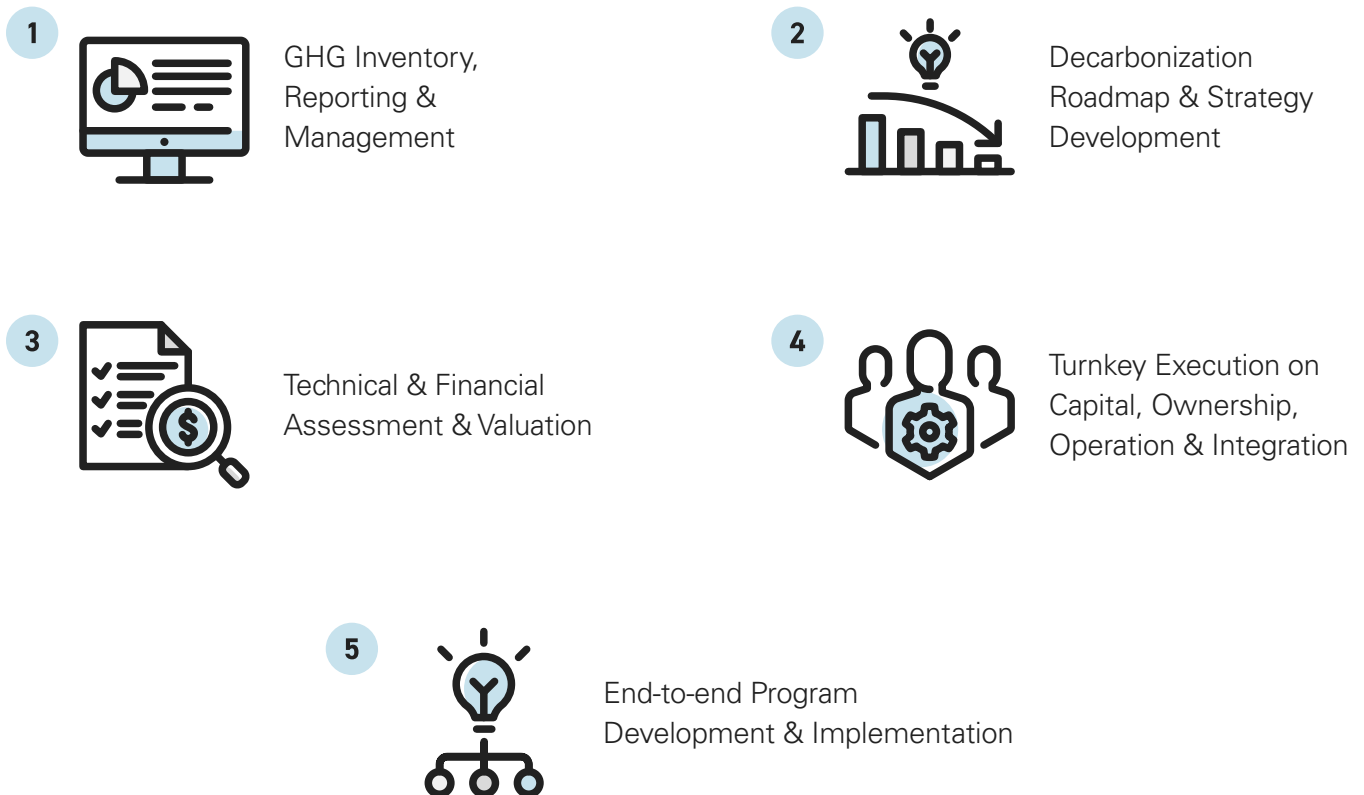 1
GHG Inventory,
Reporting &
Management
2
Decarbonization
Roadmap & Strategy
Development
3
Technical & Financial
Assessment & Valuation
$
4
Turnkey Execution on
Capital, Ownership,
Operation & Integration
5
End-to-end Program
Development & Implementation